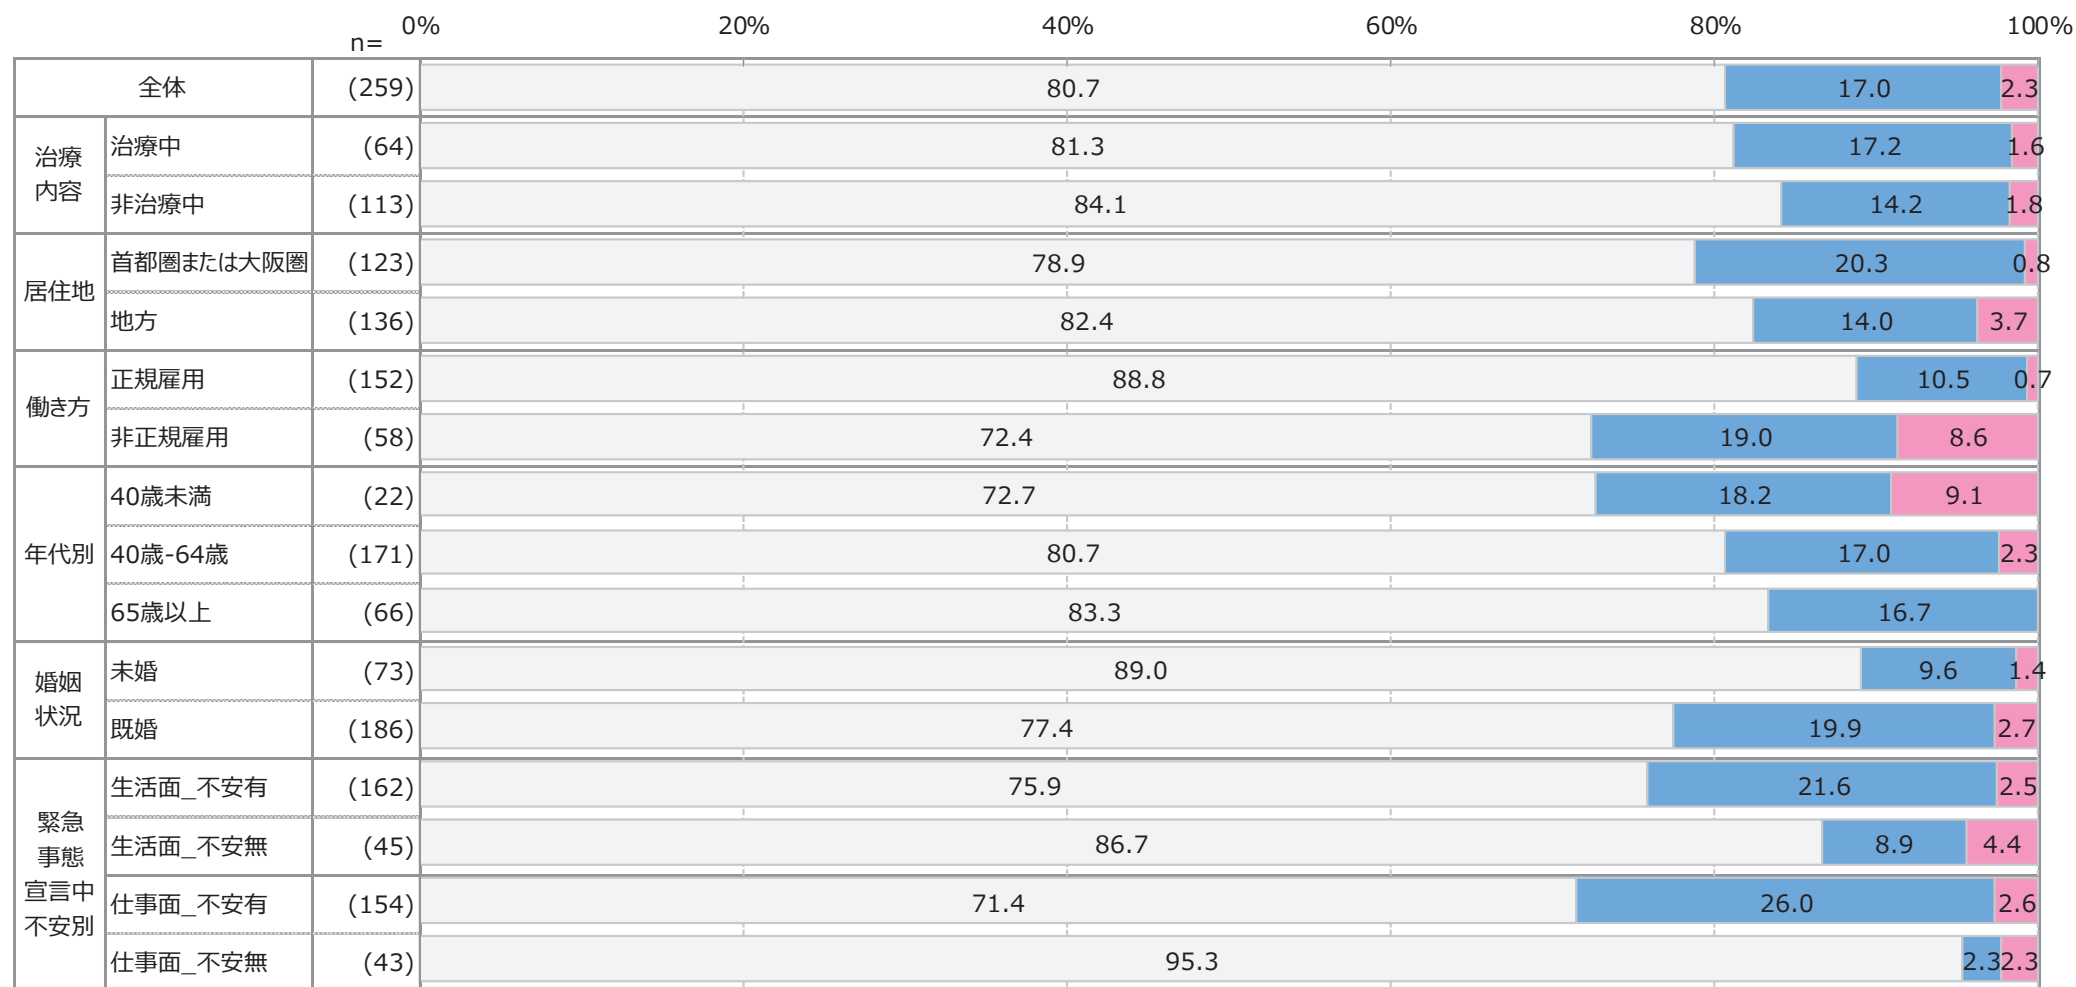 0% 20% 40% 60% 80% 100%
n=
全体 (259) 80.7 17.0 2.3
治療
内容
治療中 (64) 81.3 17.2 1.6
非治療中 (113) 84.1 14.2 1.8
居住地
首都圏または大阪圏 (123) 78.9 20.3 0.8
地方 (136) 82.4 14.0 3.7
働き方
正規雇用 (152) 88.8 10.5 0.7
非正規雇用 (58) 72.4 19.0 8.6
年代別
40歳未満 (22) 72.7 18.2 9.1
40歳-64歳 (171) 80.7 17.0 2.3
65歳以上 (66) 83.3 16.7
婚姻
状況
未婚 (73) 89.0 9.6 1.4
既婚 (186) 77.4 19.9 2.7
緊急
事態
宣言中
不安別
生活面_不安有 (162) 75.9 21.6 2.5
生活面_不安無 (45) 86.7 8.9 4.4
仕事面_不安有 (154) 71.4 26.0 2.6
仕事面_不安無 (43) 95.3 2.3 2.3